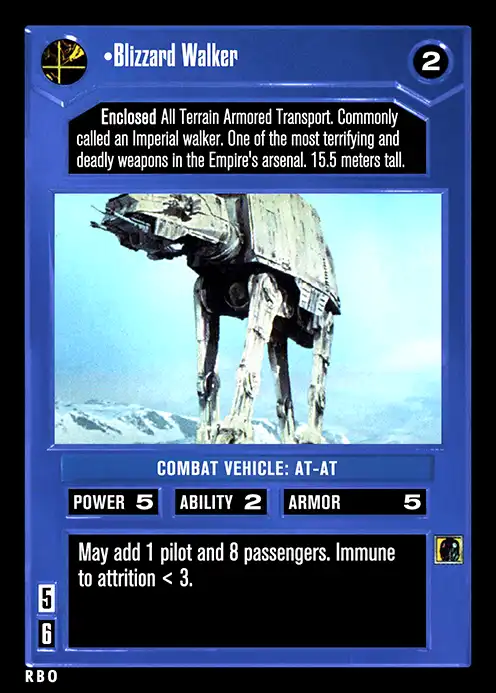 •Blizzard Walker
2
Enclosed All Terrain Armored Transport. Commonly
called an Imperial walker. One of the most terrifying and
deadly weapons in the Empire's arsenal. 15.5 meters tall.
COMBAT VEHICLE: AT-AT
POWER 5 ABILITY 2 ARMOR 5
May add 1 pilot and 8 passengers. Immune
to attrition < 3.
5
6
RBO